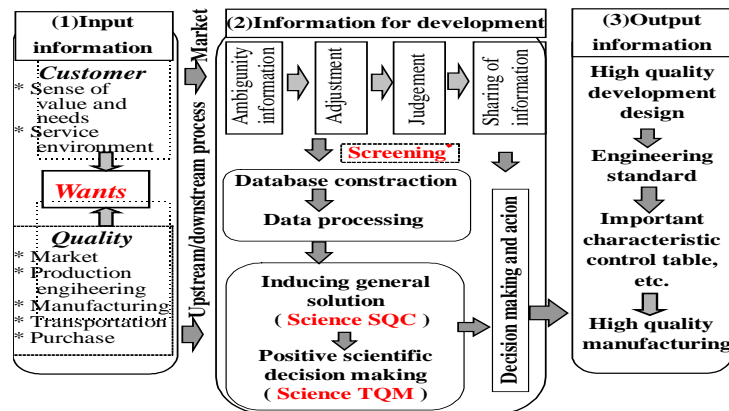 (1)Input
information
Customer
* Sense of
value and
needs
* Service
environment
Wants
Quality
* Market
* Production
engiheering
* Manufacturing
* Transportation
* Purchase
Upstream/downstream process
Market
(2)Information for development
Ambigunity
information
Adjustment
Judgement
Sharing of
information
Screening*
Database constraction
Data processing
Inducing general
solution
( Science SQC )
Positive scientific
decision making
( Science TQM )
Decision making and acion
(3)Output
information
High quality
development
design
Engineering
standard
Important
characteristic
control table,
etc.
High quality
manufacturing